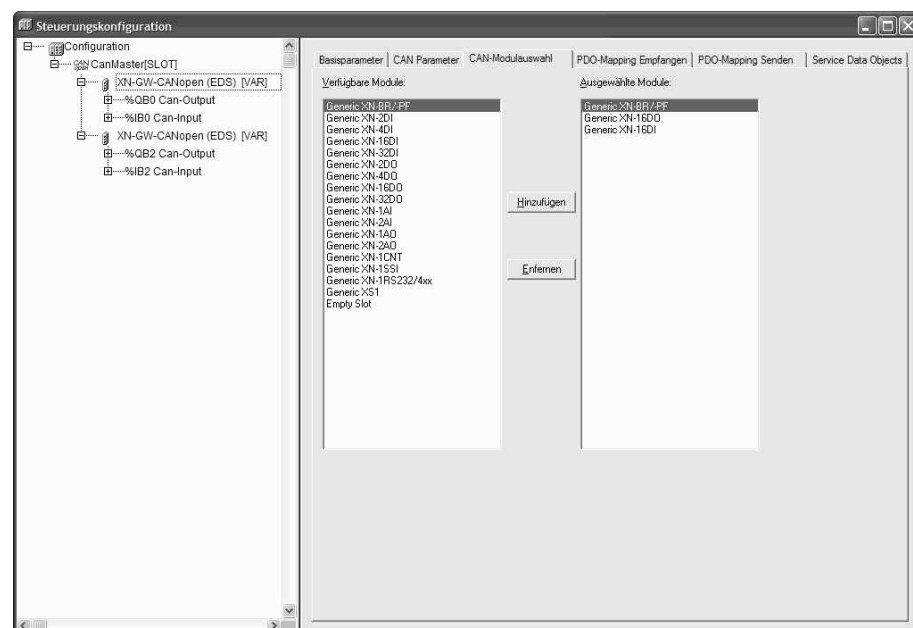 Steuerungskonfiguration
Configuration
CAN open CanMaster[SLOT]
XN-GW-CANopen (EDS) [VAR]
%QB0 Can-Output
%IB0 Can-Input
XN-GW-CANopen (EDS) [VAR]
%QB2 Can-Output
%IB2 Can-Input
Basisparameter CAN Parameter CAN-Modulauswahl PDO-Mapping Empfangen PDO-Mapping Senden Service Data Objects
Verfügbare Module:
Generic XN-BR/-PF
Generic XN-2DI
Generic XN-4DI
Generic XN-16DI
Generic XN-32DI
Generic XN-2DO
Generic XN-4DO
Generic XN-16DO
Generic XN-32DO
Generic XN-1AI
Generic XN-2AI
Generic XN-1AO
Generic XN-2AO
Generic XN-1CNT
Generic XN-1SSI
Generic XN-1RS232/4xx
Generic XS1
Empty Slot
Hinzufügen
Enfernen
Ausgewählte Module:
Generic XN-BR/-PF
Generic XN-16DO
Generic XN-16DI